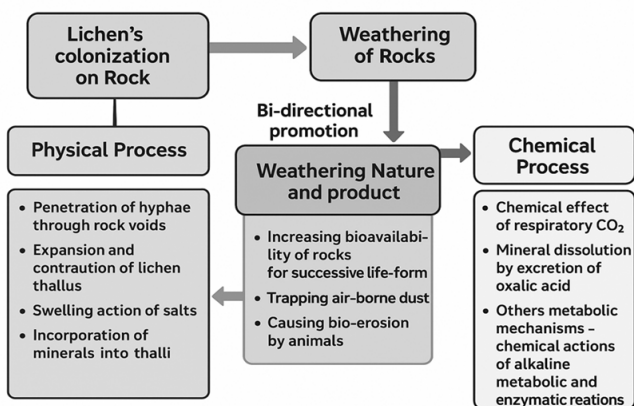 Lichen's
colonization
on Rock
Weathering
of Rocks
Bi-directional
promotion
Physical Process
Weathering Nature
and product
Chemical
Process
• Penetration of hyphae
through rock voids
• Expansion and
contraution of lichen
thallus
• Swelling action of salts
• Incorporation of
minerals into thalli
• Increasing bioavailabi-
lity of rocks
for successive life-form
• Trapping air-borne dust
• Causing bio-erosion
by animals
• Chemical effect
of respiratory CO₂
• Mineral dissolution
by excretion of
oxalic acid
• Others metabolic
mechanisms –
chemical actions
of alkaline
metabolic and
enzymatic reations